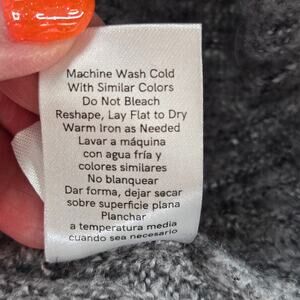 Machine Wash Cold
With Similar Colors
Do Not Bleach
Reshape, Lay Flat to Dry
Warm Iron as Needed
Lavar a máquina
con agua fría y
colores similares
No blanquear
Dar forma, dejar secar
sobre superficie plana
Planchar
a temperatura media
cuando sea necesario